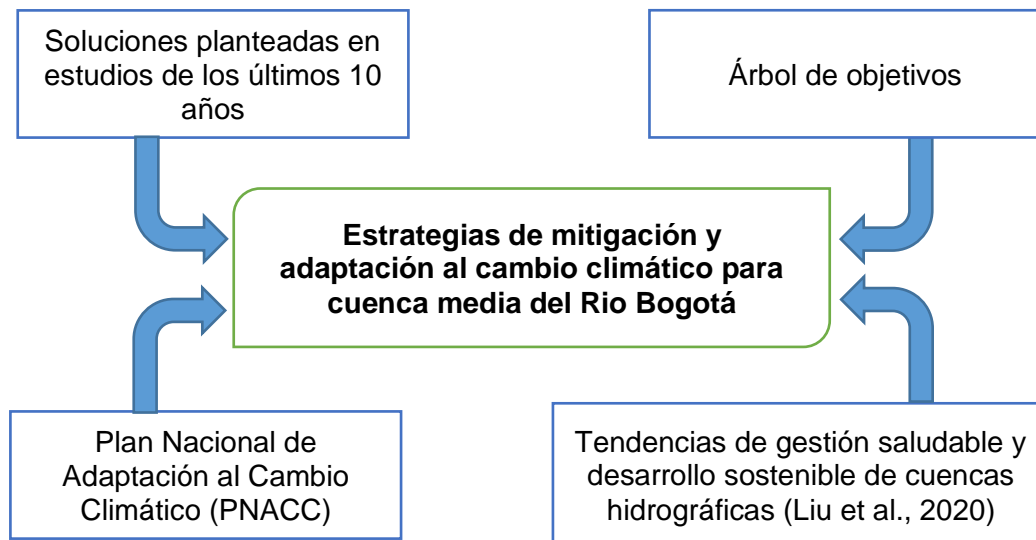 Soluciones planteadas en
estudios de los últimos 10
años
Árbol de objetivos
Estrategias de mitigación y
adaptación al cambio climático para
cuenca media del Rio Bogotá
Plan Nacional de
Adaptación al Cambio
Climático (PNACC)
Tendencias de gestión saludable y
desarrollo sostenible de cuencas
hidrográficas (Liu et al., 2020)